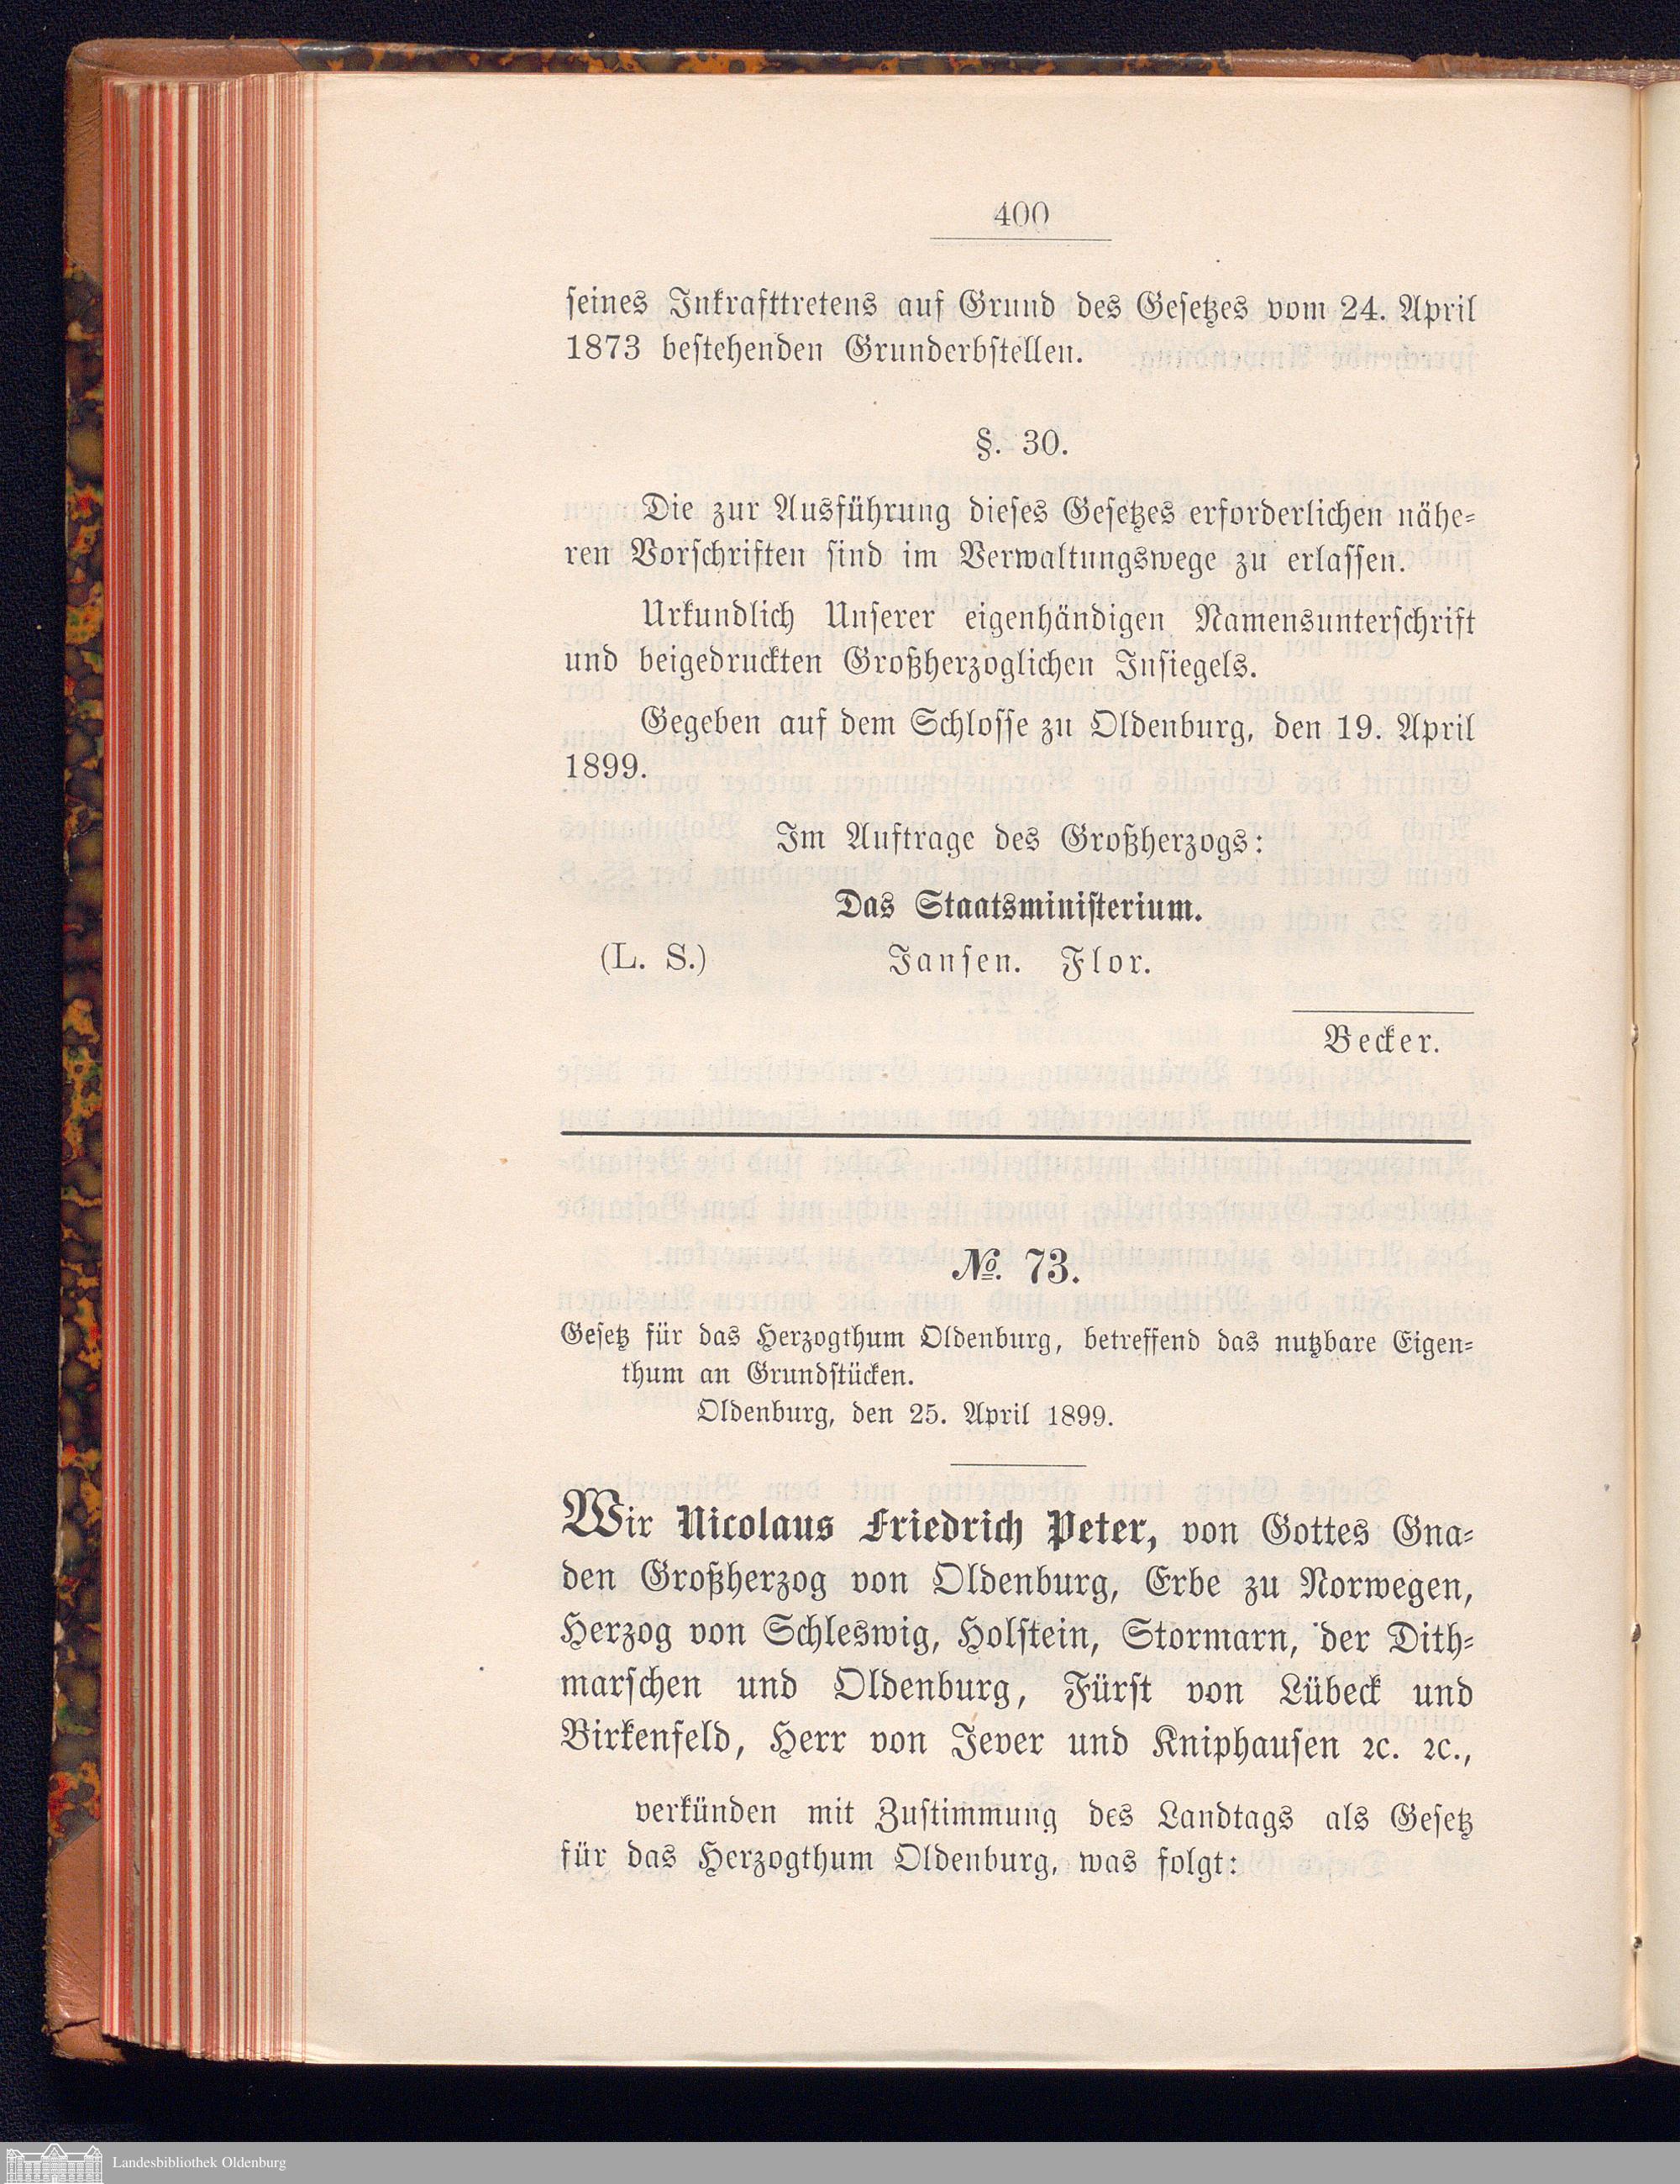 400
seines Inkrafttretens auf Grund des Gesetzes vom 24. April
1873 bestehenden Grunderbstellen.
§. 30.
Die zur Ausführung dieses Gesetzes erforderlichen nähe-
ren Vorschriften sind im Verwaltungswege zu erlassen.
Urkundlich Unserer eigenhändigen Namensunterschrift
und beigedruckten Großherzoglichen Insiegels.
Gegeben auf dem Schlosse zu Oldenburg, den 19. April
1899.
Im Auftrage des Großherzogs:
Das Staatsministerium.
(L. S.) Jansen. Flor.
Becker.
No. 73.
Gesetz für das Herzogthum Oldenburg, betreffend das nutzbare Eigen-
thum an Grundstücken.
Oldenburg, den 25. April 1899.
Wir Nicolaus Friedrich Peter, von Gottes Gna-
den Großherzog von Oldenburg, Erbe zu Norwegen,
Herzog von Schleswig, Holstein, Stormarn, der Dith-
marschen und Oldenburg, Fürst von Lübeck und
Birkenfeld, Herr von Jever und Kniphausen ꝛc. ꝛc.,
verkünden mit Zustimmung des Landtags als Gesetz
für das Herzogthum Oldenburg, was folgt:
Landesbibliothek Oldenburg